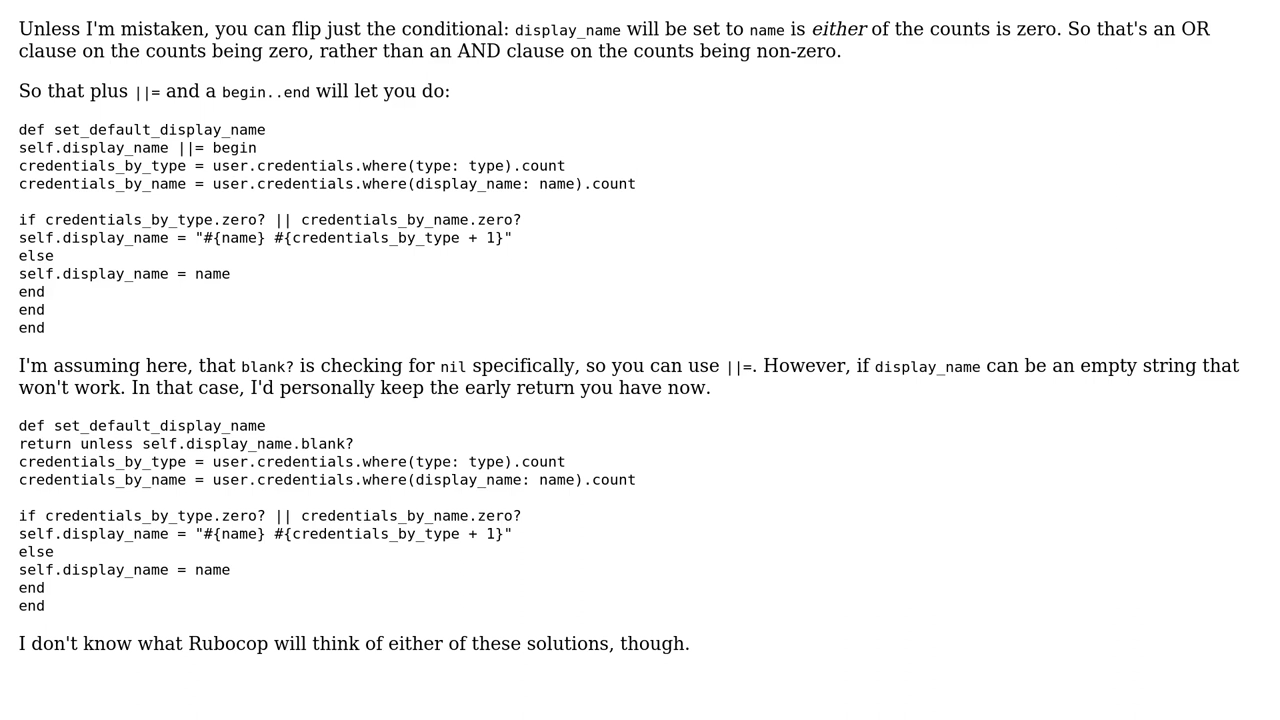 Unless I'm mistaken, you can flip just the conditional: display_name will be set to name is either of the counts is zero. So that's an OR
clause on the counts being zero, rather than an AND clause on the counts being non-zero.
So that plus ||= and a begin..end will let you do:
def set_default_display_name
self.display_name ||= begin
credentials_by_type = user.credentials.where(type: type).count
credentials_by_name = user.credentials.where(display_name: name).count
if credentials_by_type.zero? || credentials_by_name.zero?
self.display_name = "#{name} #{credentials_by_type + 1}"
else
self.display_name = name
end
end
end
I'm assuming here, that blank? is checking for nil specifically, so you can use ||=. However, if display_name can be an empty string that
won't work. In that case, I'd personally keep the early return you have now.
def set_default_display_name
return unless self.display_name.blank?
credentials_by_type = user.credentials.where(type: type).count
credentials_by_name = user.credentials.where(display_name: name).count
if credentials_by_type.zero? || credentials_by_name.zero?
self.display_name = "#{name} #{credentials_by_type + 1}"
else
self.display_name = name
end
end
I don't know what Rubocop will think of either of these solutions, though.